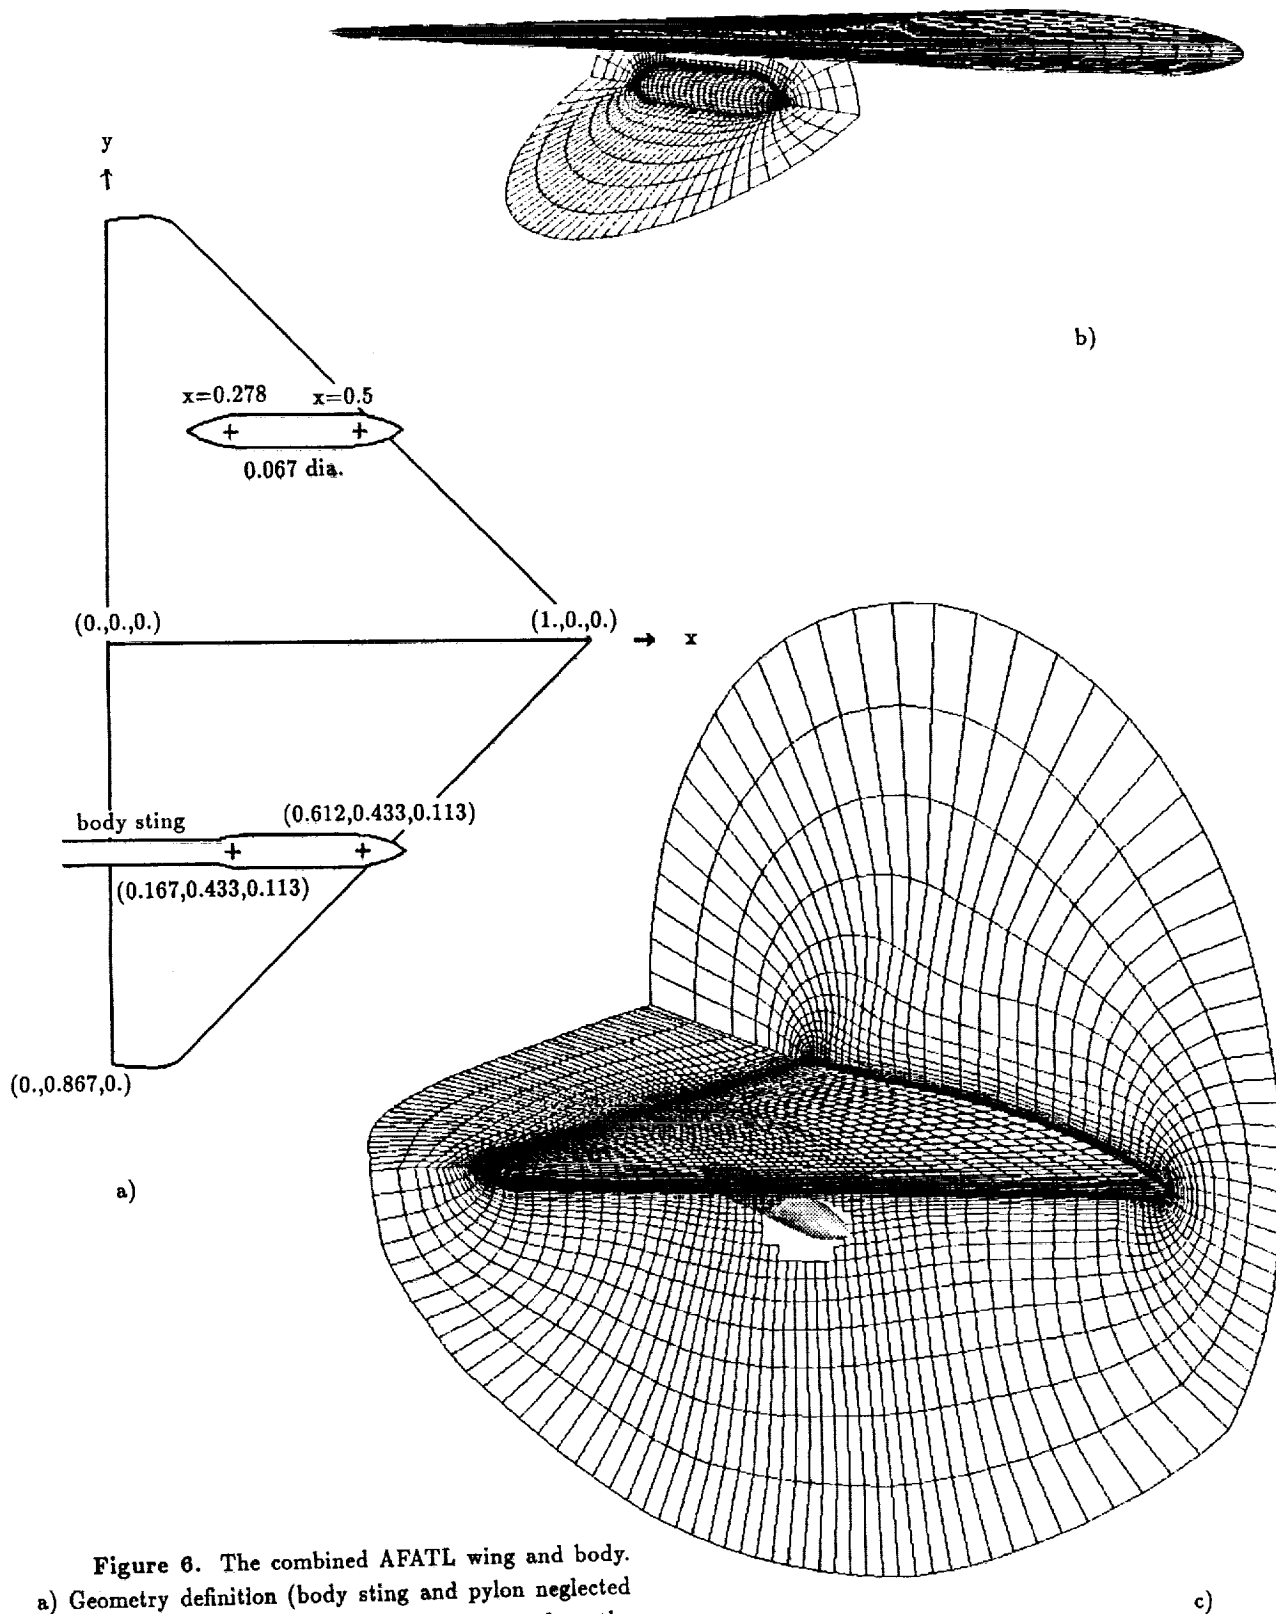 y
↑
b)
x=0.278 x=0.5
0.067 dia.
(0.,0.,0.) (1.,0.,0.)
→ x
body sting (0.612,0.433,0.113)
(0.167,0.433,0.113)
(0.,0.867,0.)
a)
Figure 6. The combined AFATL wing and body.
a) Geometry definition (body sting and pylon neglected
c)